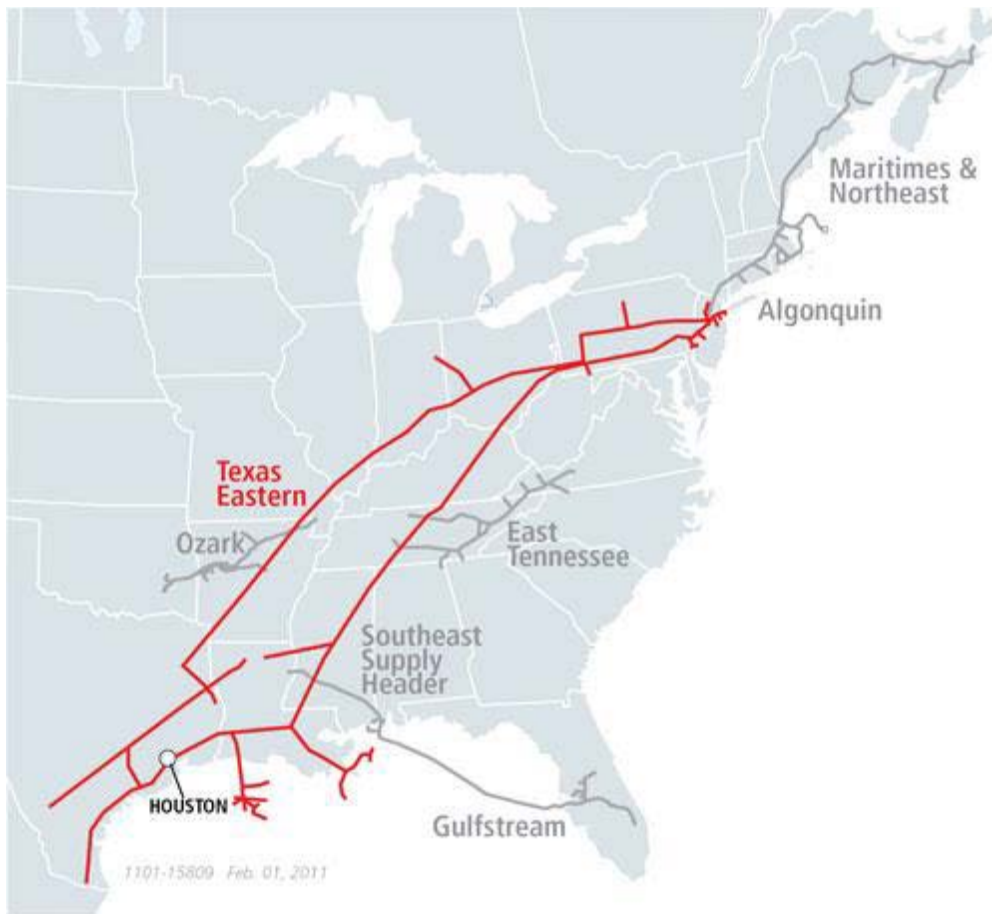 Maritimes &
Northeast
Algonquin
Texas
Eastern
Ozark
East
Tennessee
Southeast
Supply
Header
HOUSTON
Gulfstream
1101-15809 Feb. 01, 2011